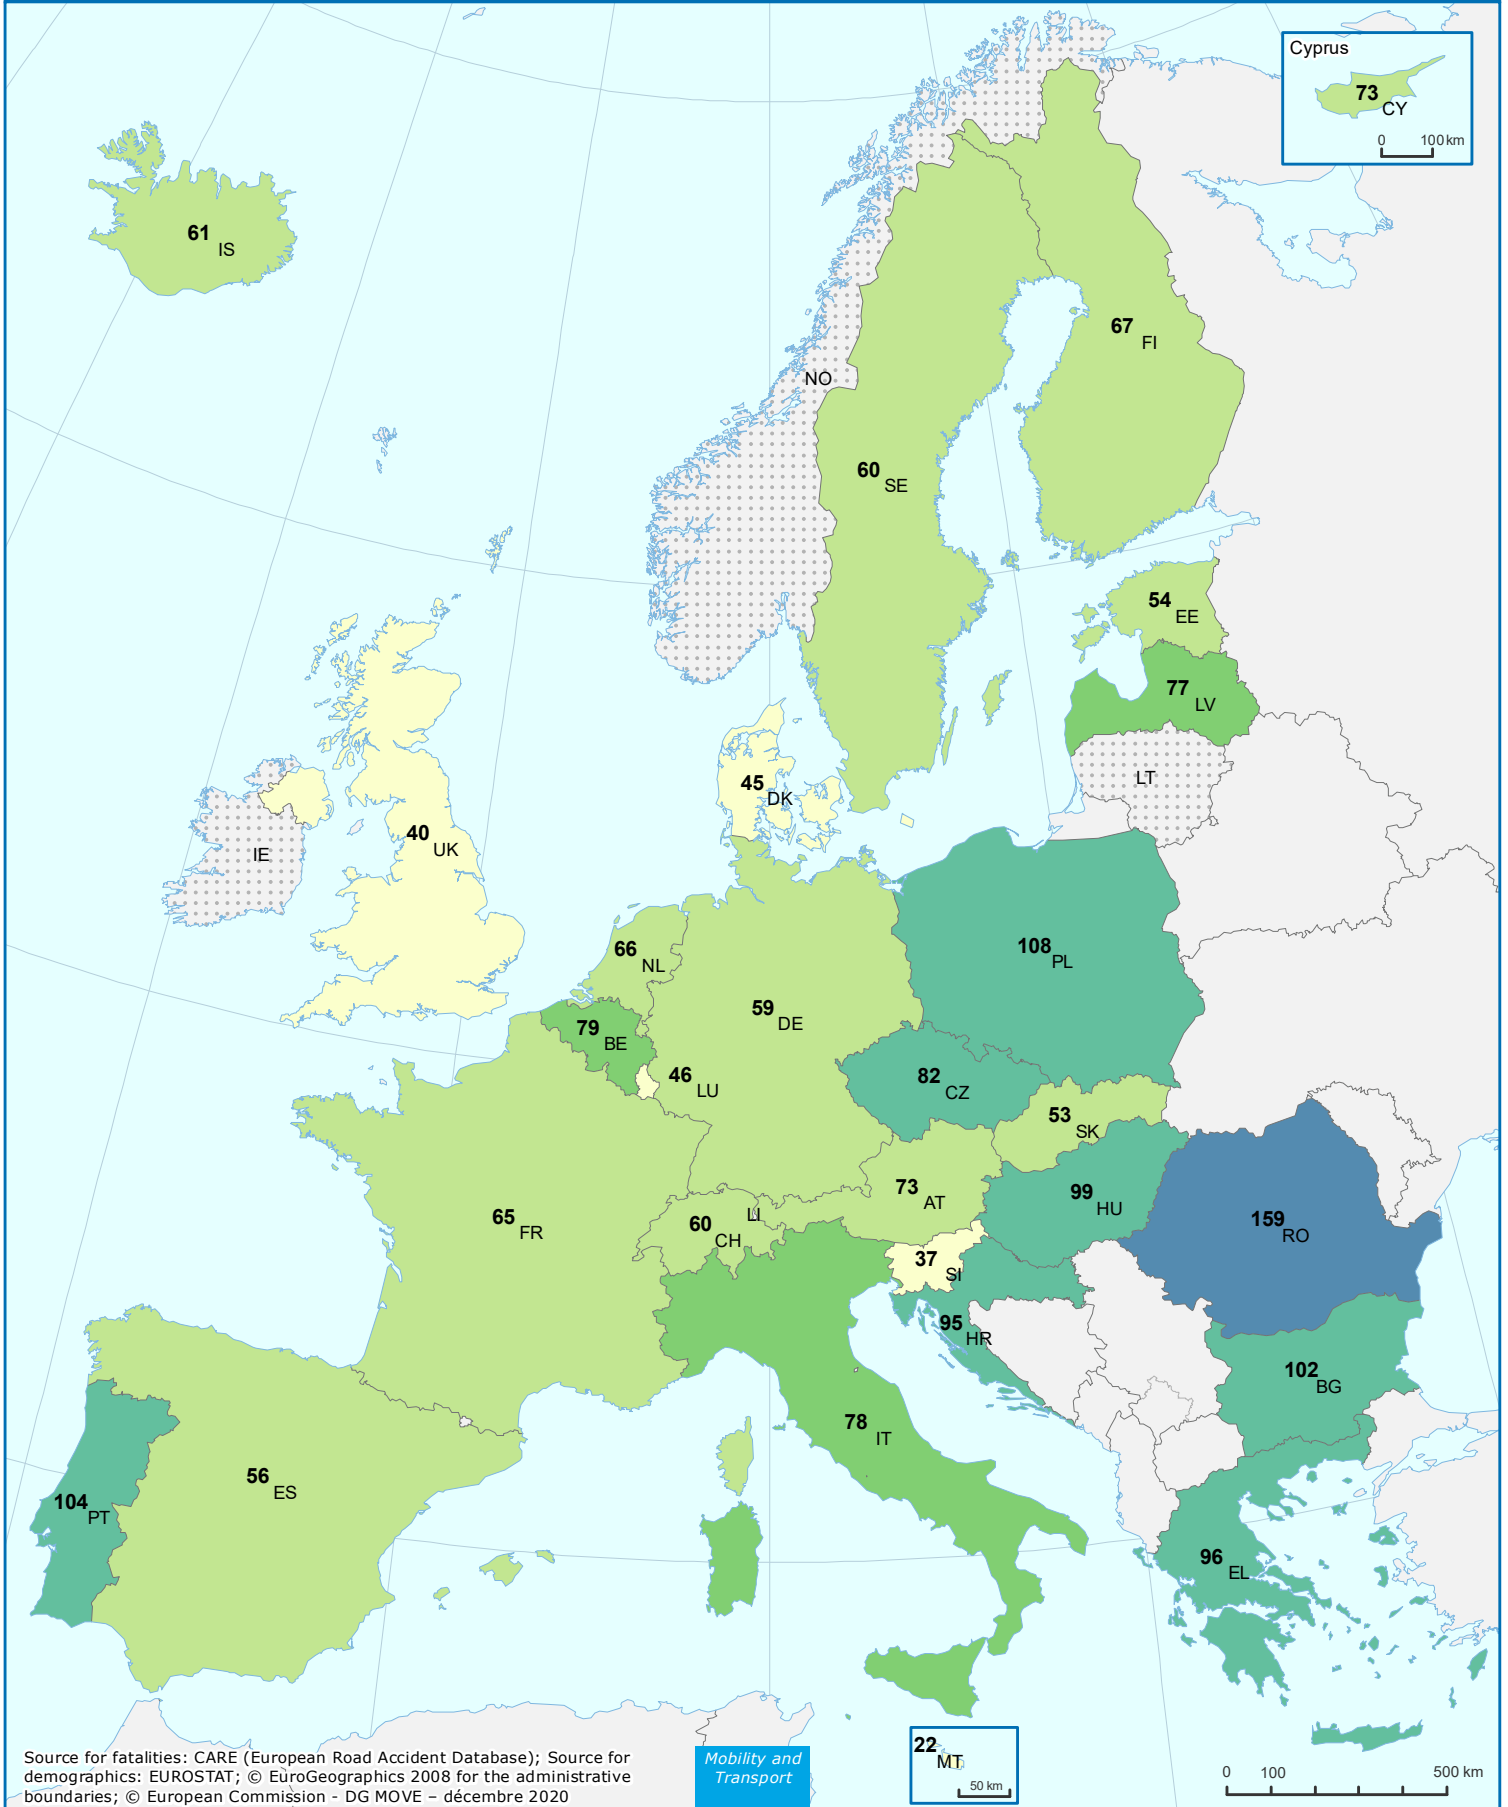 Cyprus
73 CY
0 100 km
61 IS
67 FI
NO
60 SE
54 EE
77 LV
LT
45 DK
40 UK
IE
108 PL
66 NL
59 DE
79 BE
82 CZ
46 LU
53 SK
73 AT
99 HU
65 FR
60 CH
LI
159 RO
37 SI
95 HR
102 BG
78 IT
56 ES
104 PT
96 EL
22 MT
50 km
Source for fatalities: CARE (European Road Accident Database); Source for
demographics: EUROSTAT; © EuroGeographics 2008 for the administrative
boundaries; © European Commission - DG MOVE – décembre 2020
Mobility and
Transport
0 100 500 km